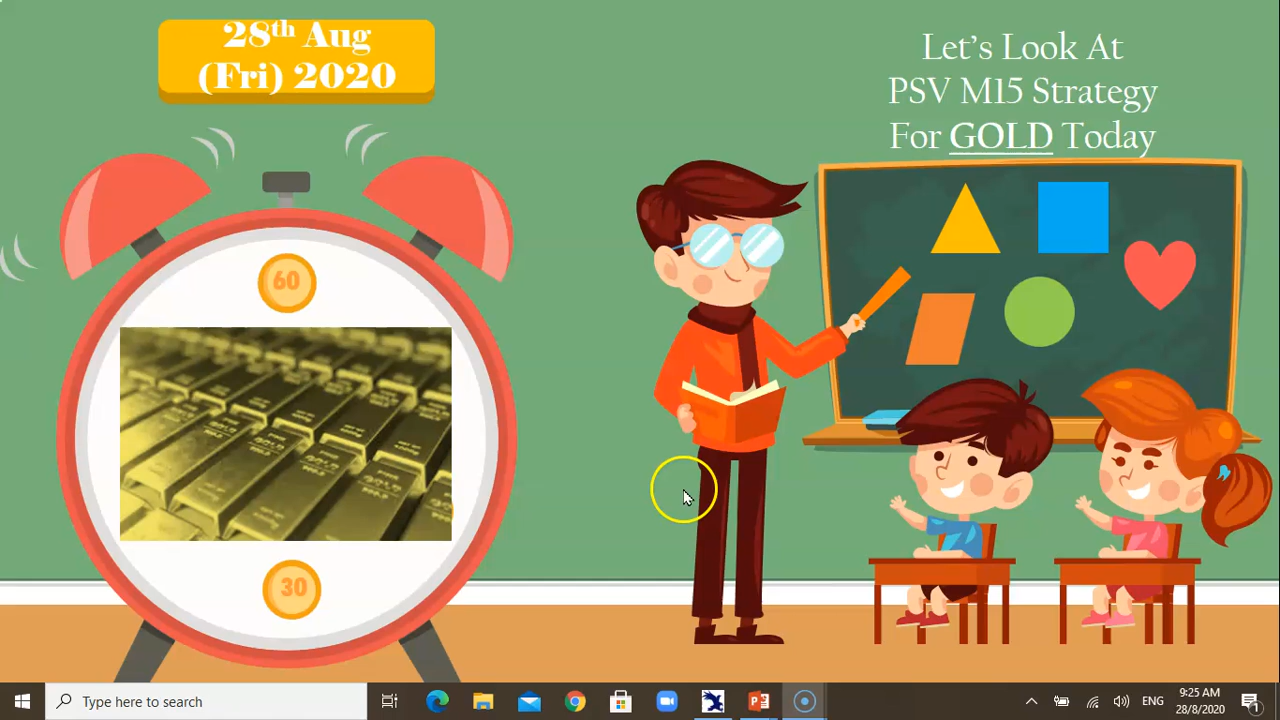 28th Aug
(Fri) 2020
Let's Look At
PSV M15 Strategy
For GOLD Today
60
30
Type here to search
ENG
9:25 AM
28/8/2020
1